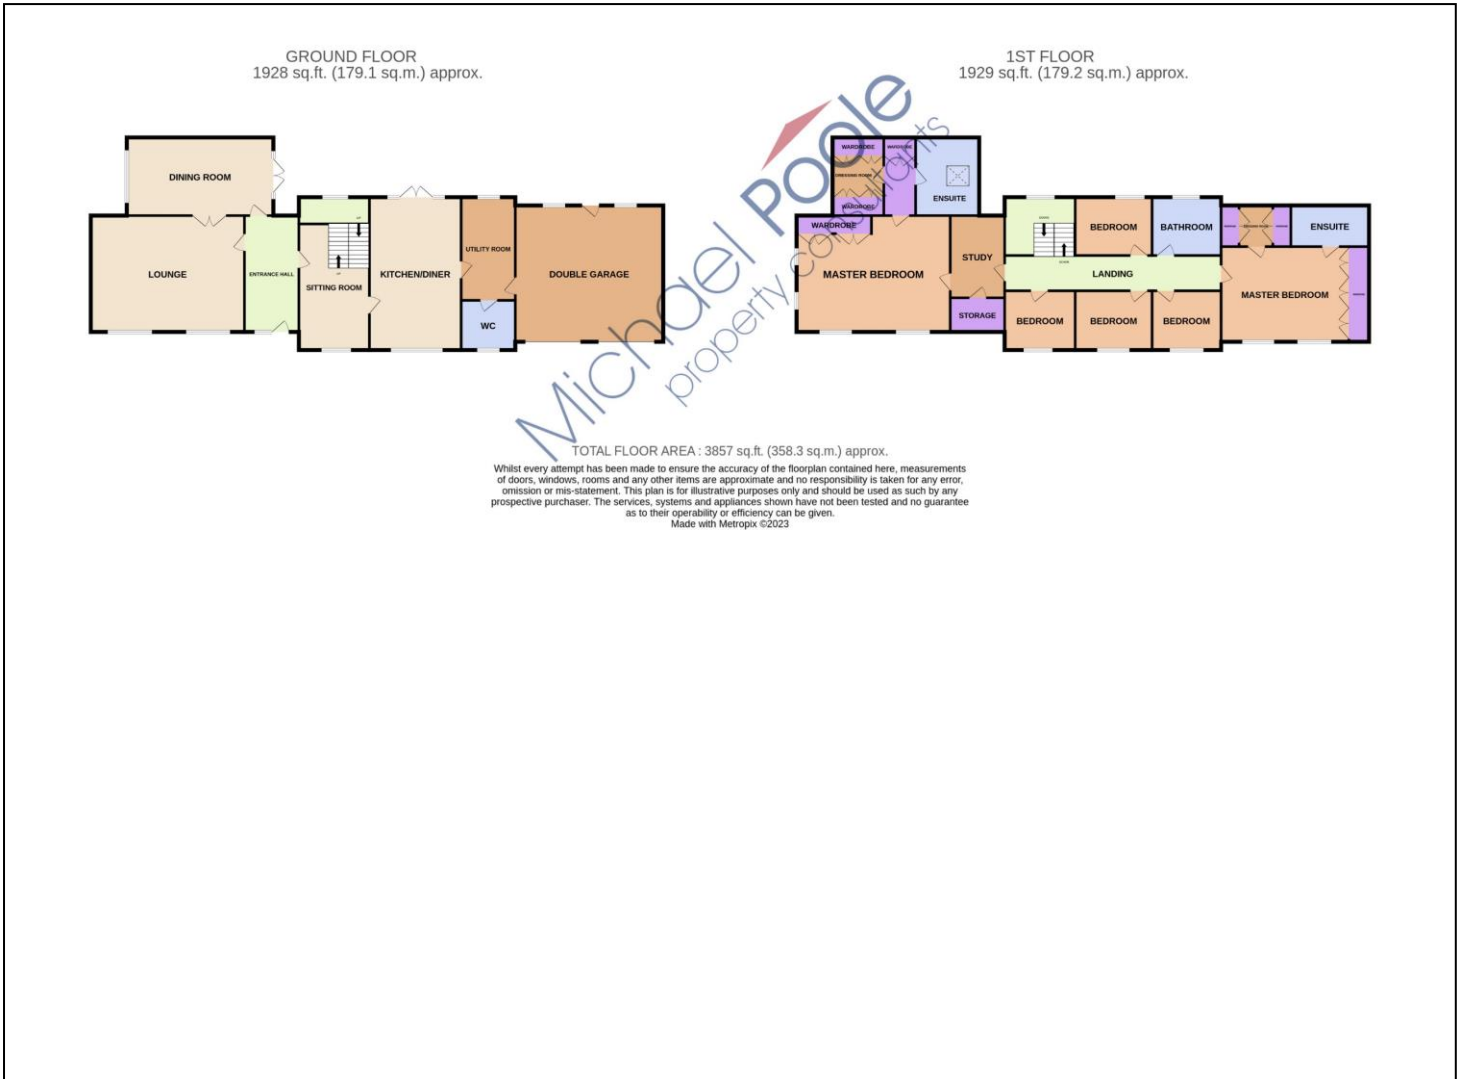 GROUND FLOOR
1928 sq.ft. (179.1 sq.m.) approx.
DINING ROOM
LOUNGE
ENTRANCE HALL
UP
UP
SITTING ROOM
KITCHEN/DINER
UTILITY ROOM
WC
DOUBLE GARAGE
1ST FLOOR
1929 sq.ft. (179.2 sq.m.) approx.
WARDROBE
WARDROBE
DRESSING ROOM
WARDROBE
ENSUITE
WARDROBE
MASTER BEDROOM
STUDY
STORAGE
BEDROOM
BATHROOM
LANDING
BEDROOM
BEDROOM
BEDROOM
ENSUITE
MASTER BEDROOM
Michael Poole
property consultants
TOTAL FLOOR AREA : 3857 sq.ft. (358.3 sq.m.) approx.
Whilst every attempt has been made to ensure the accuracy of the floorplan contained here, measurements
of doors, windows, rooms and any other items are approximate and no responsibility is taken for any error,
omission or mis-statement. This plan is for illustrative purposes only and should be used as such by any
prospective purchaser. The services, systems and appliances shown have not been tested and no guarantee
as to their operability or efficiency can be given.
Made with Metropix ©2023